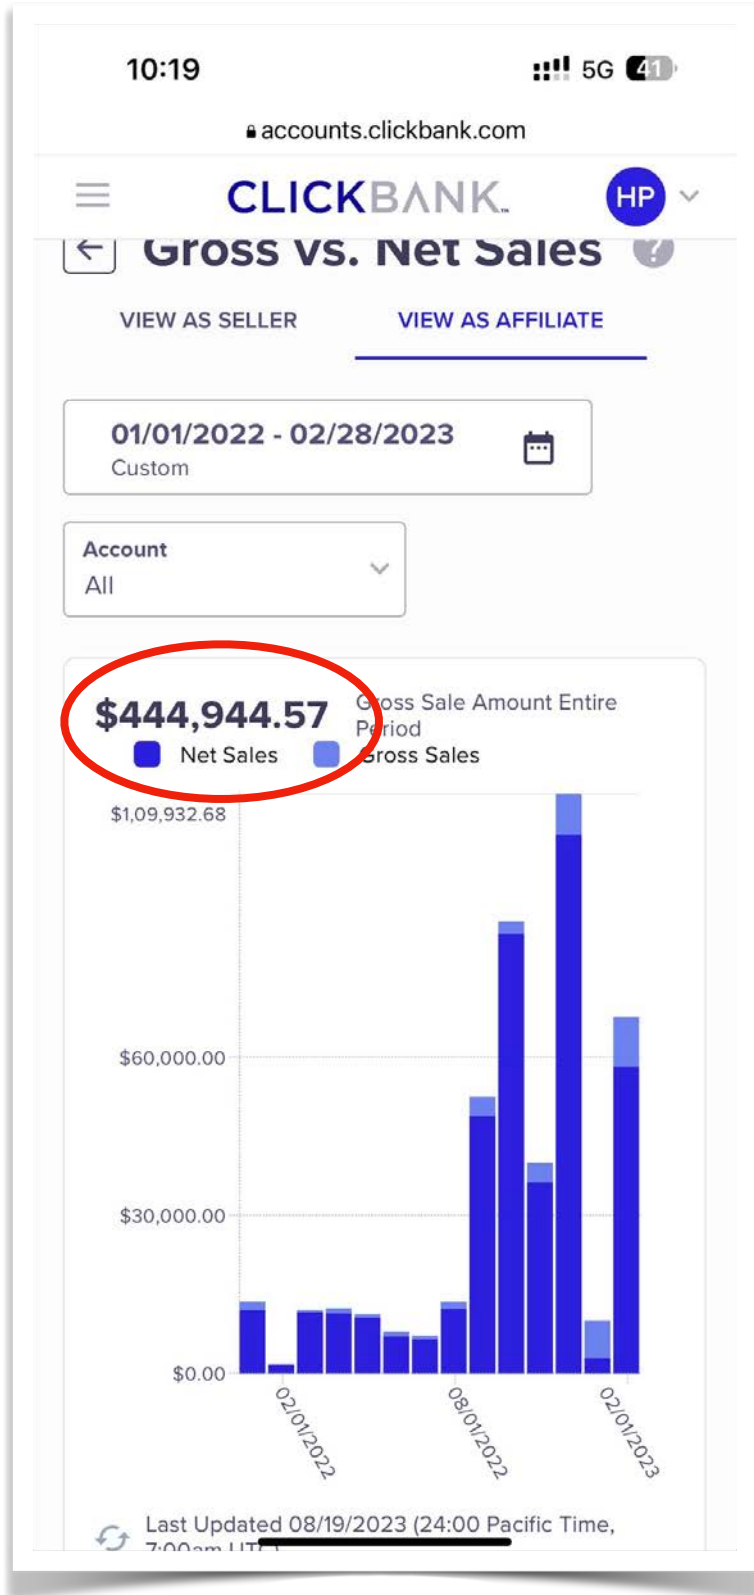 10:19 5G 41
accounts.clickbank.com
CLICKBANK
HP
Gross vs. Net Sales ?
VIEW AS SELLER VIEW AS AFFILIATE
01/01/2022 - 02/28/2023
Custom
Account
All
$444,944.57 Gross Sale Amount Entire
Period
Net Sales Gross Sales
$1,09,932.68
$60,000.00
$30,000.00
$0.00
02/01/2022 08/01/2022 02/01/2023
Last Updated 08/19/2023 (24:00 Pacific Time,
7:00am UTC)